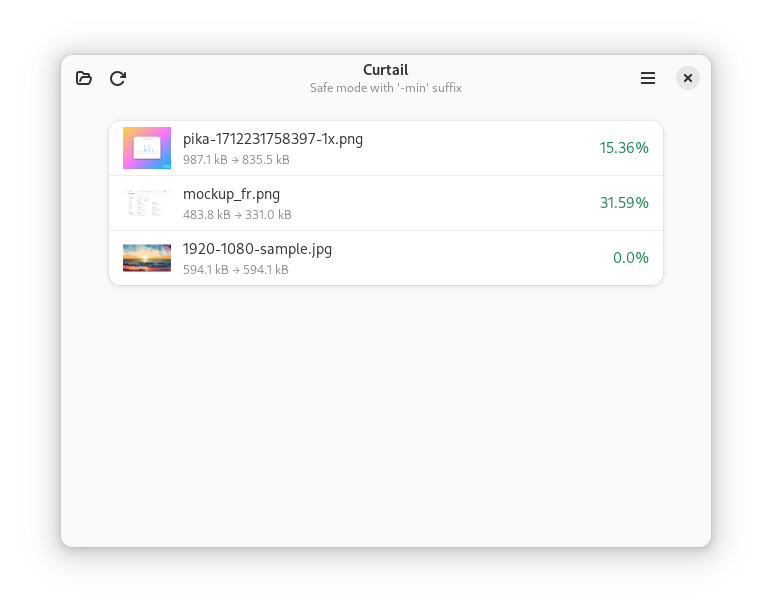 Curtail
Safe mode with '-min' suffix
pika-1712231758397-1x.png
987.1 kB → 835.5 kB
15.36%
mockup_fr.png
483.8 kB → 331.0 kB
31.59%
1920-1080-sample.jpg
594.1 kB → 594.1 kB
0.0%